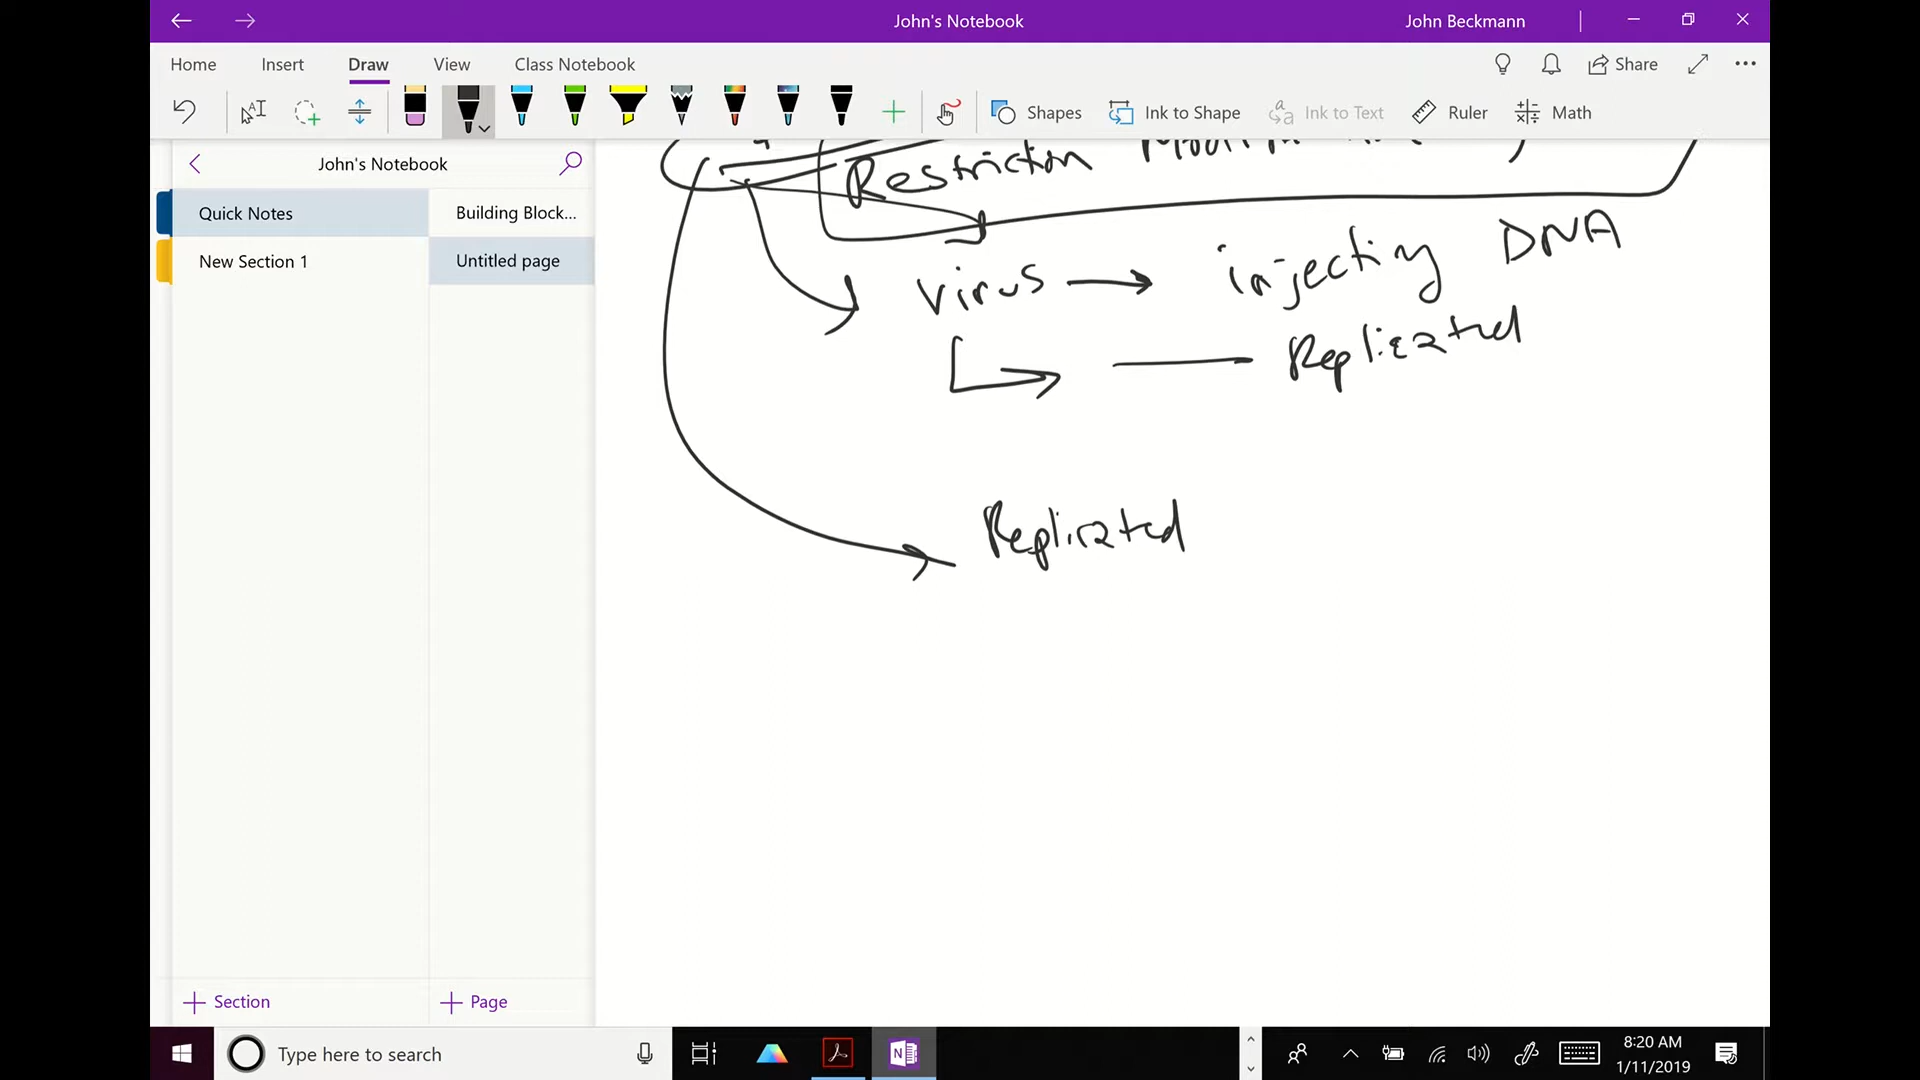 John's Notebook
John Beckmann
Home Insert Draw View Class Notebook
Share
Shapes Ink to Shape Ink to Text Ruler Math
John's Notebook
Quick Notes
New Section 1
Building Block...
Untitled page
Restriction
virus → injecting DNA
Replicated
Replicated
+ Section
+ Page
Type here to search
8:20 AM
1/11/2019